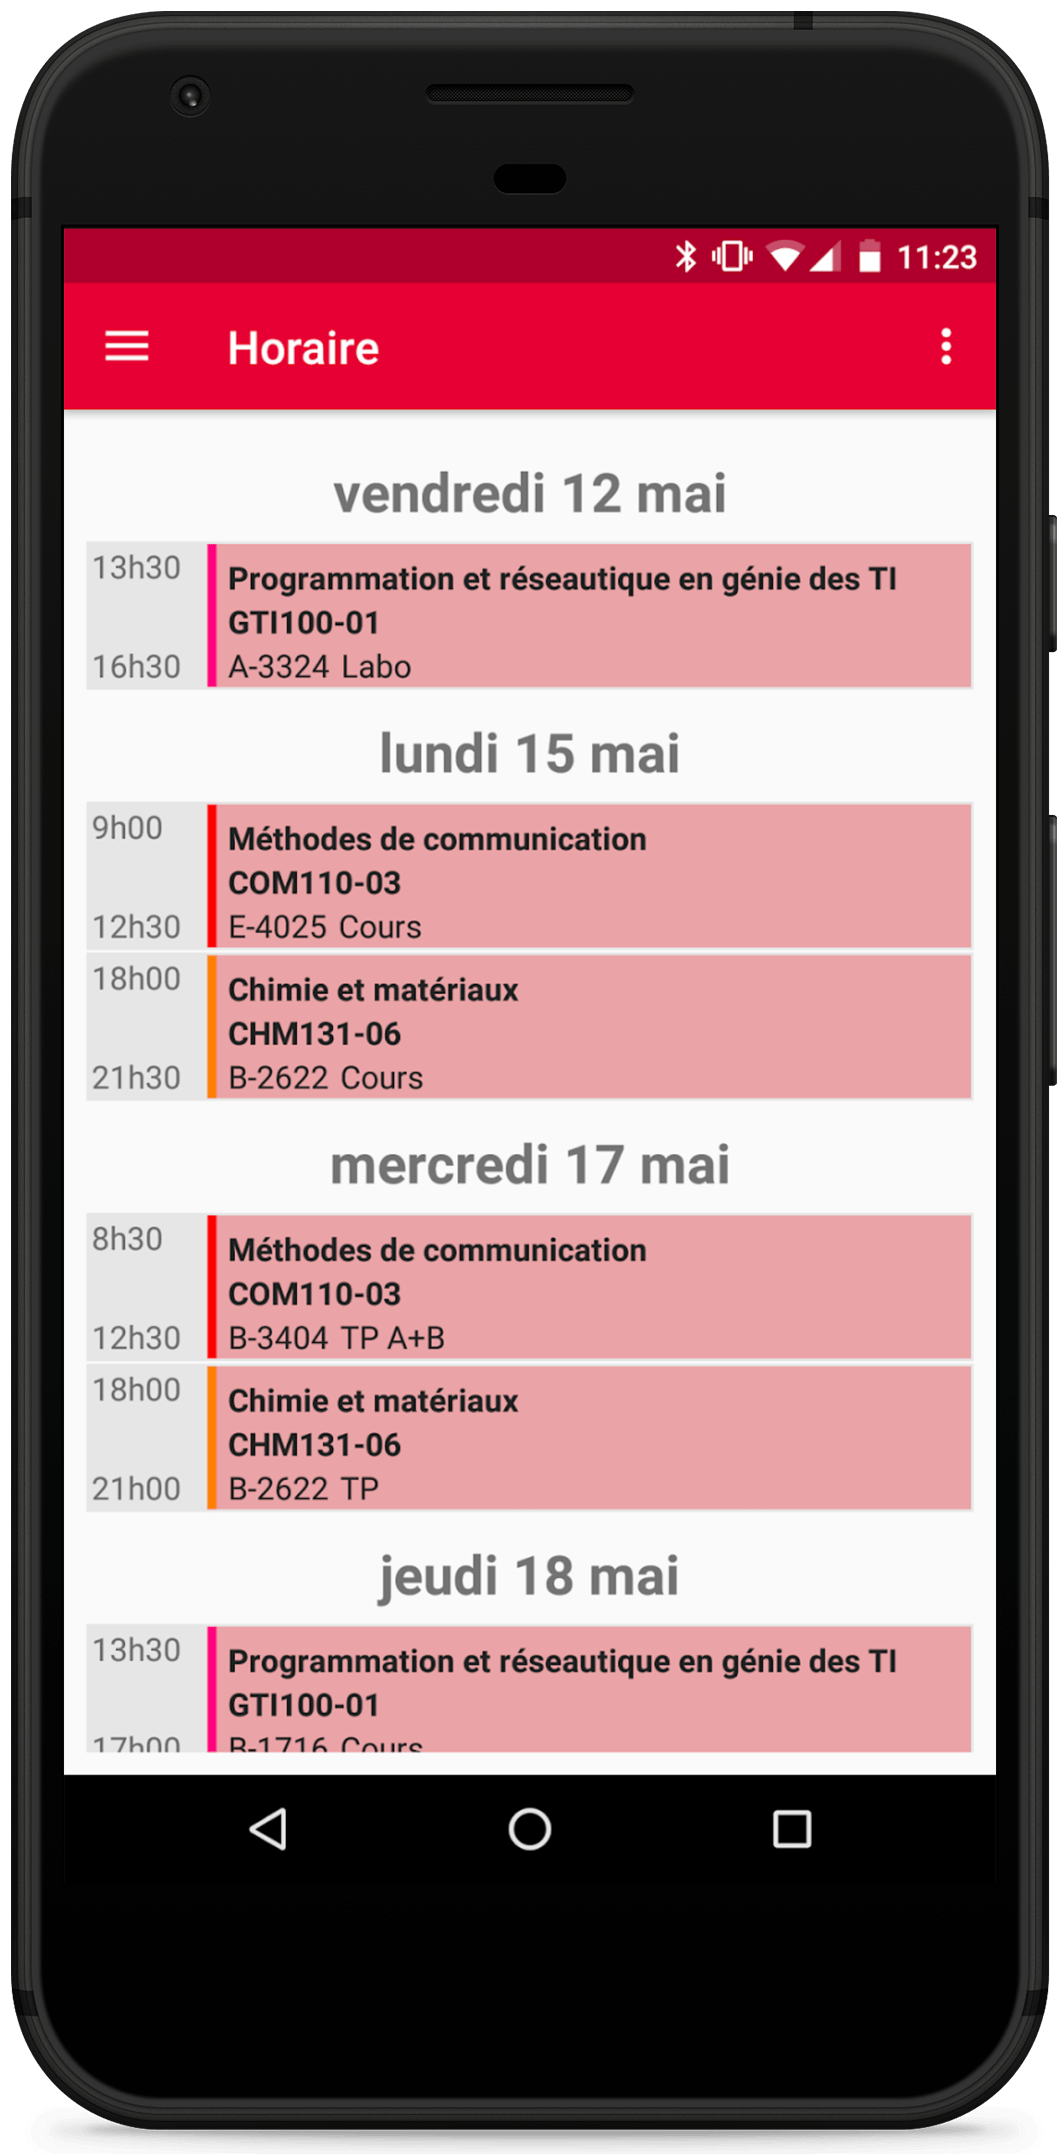 11:23
Horaire
vendredi 12 mai
13h30
Programmation et réseautique en génie des TI
GTI100-01
16h30
A-3324 Labo
lundi 15 mai
9h00
Méthodes de communication
COM110-03
12h30
E-4025 Cours
18h00
Chimie et matériaux
CHM131-06
21h30
B-2622 Cours
mercredi 17 mai
8h30
Méthodes de communication
COM110-03
12h30
B-3404 TP A+B
18h00
Chimie et matériaux
CHM131-06
21h00
B-2622 TP
jeudi 18 mai
13h30
Programmation et réseautique en génie des TI
GTI100-01
17h00
B-1716 Cours